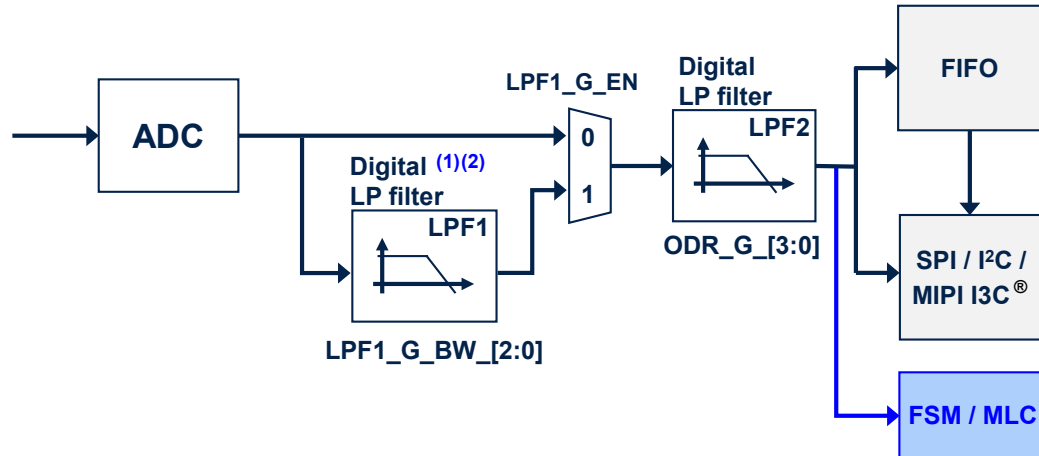 ADC
Digital (1)(2)
LP filter
LPF1
LPF1_G_BW_[2:0]
LPF1_G_EN
0
1
Digital
LP filter
LPF2
ODR_G_[3:0]
FIFO
SPI / I²C /
MIPI I3C ®
FSM / MLC